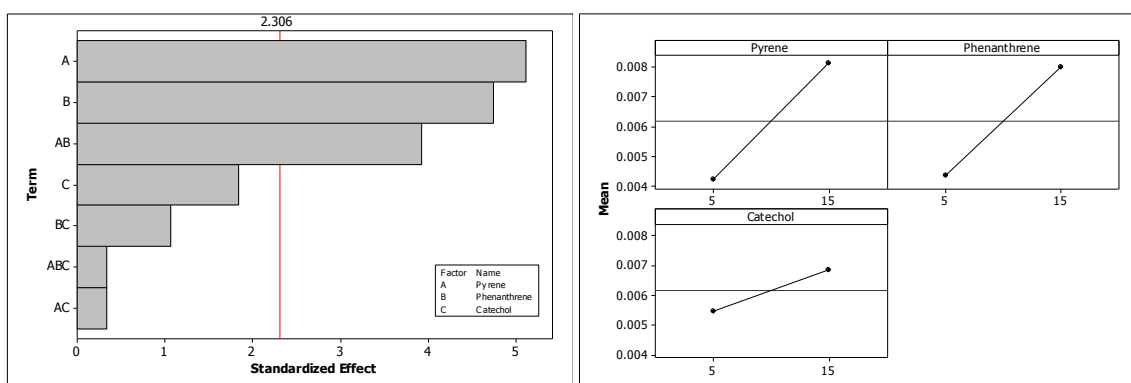 2.306
Term
A
B
AB
C
BC
ABC
AC
Factor Name
A Pyrene
B Phenanthrene
C Catechol
0 1 2 3 4 5
Standardized Effect
Mean
Pyrene Phenanthrene
0.008
0.007
0.006
0.005
0.004
5 15 5 15
Catechol
0.008
0.007
0.006
0.005
0.004
5 15